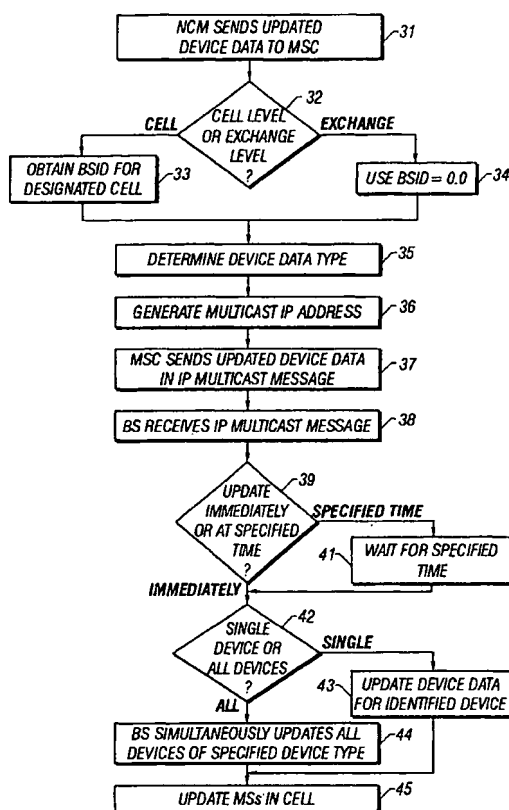 NCM SENDS UPDATED
DEVICE DATA TO MSC
31
32
CELL LEVEL
OR EXCHANGE
LEVEL
?
CELL
EXCHANGE
OBTAIN BSID FOR
DESIGNATED CELL
33
USE BSID = 0.0
34
DETERMINE DEVICE DATA TYPE
35
GENERATE MULTICAST IP ADDRESS
36
MSC SENDS UPDATED DEVICE DATA
IN IP MULTICAST MESSAGE
37
BS RECEIVES IP MULTICAST MESSAGE
38
39
UPDATE
IMMEDIATELY
OR AT SPECIFIED
TIME
?
SPECIFIED TIME
41
WAIT FOR SPECIFIED
TIME
IMMEDIATELY
42
SINGLE
DEVICE OR
ALL DEVICES
?
SINGLE
43
UPDATE DEVICE DATA
FOR IDENTIFIED DEVICE
ALL
BS SIMULTANEOUSLY UPDATES ALL
DEVICES OF SPECIFIED DEVICE TYPE
44
UPDATE MSs IN CELL
45